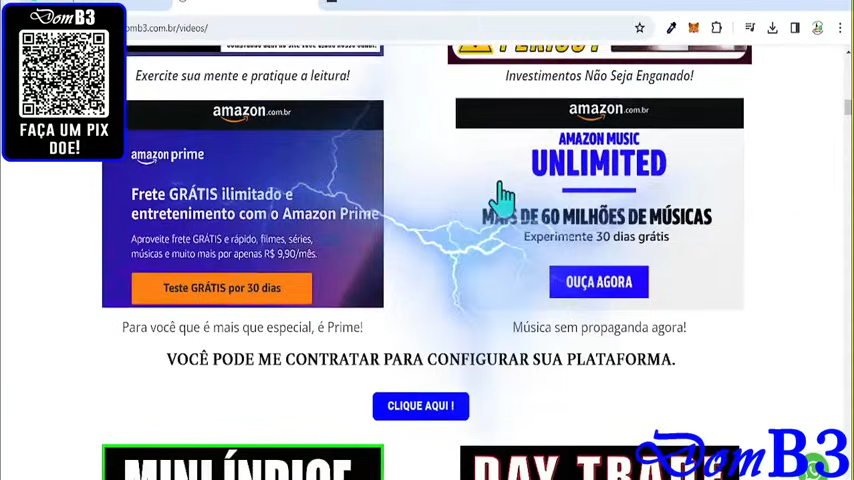 DomB3
FAÇA UM PIX
DOE!
omb3.com.br/videos/
Exercite sua mente e pratique a leitura!
Investimentos Não Seja Enganado!
amazon.com.br
amazon prime
Frete GRÁTIS ilimitado e
entretenimento com o Amazon Prime
Aproveite frete GRÁTIS e rápido, filmes, séries,
músicas e muito mais por apenas R$ 9,90/mês.
Teste GRÁTIS por 30 dias
amazon.com.br
AMAZON MUSIC
UNLIMITED
MAIS DE 60 MILHÕES DE MÚSICAS
Experimente 30 dias grátis
OUÇA AGORA
Para você que é mais que especial, é Prime!
Música sem propaganda agora!
VOCÊ PODE ME CONTRATAR PARA CONFIGURAR SUA PLATAFORMA.
CLIQUE AQUI !
MINI ÍNDICE
DAY TRADE
DomB3